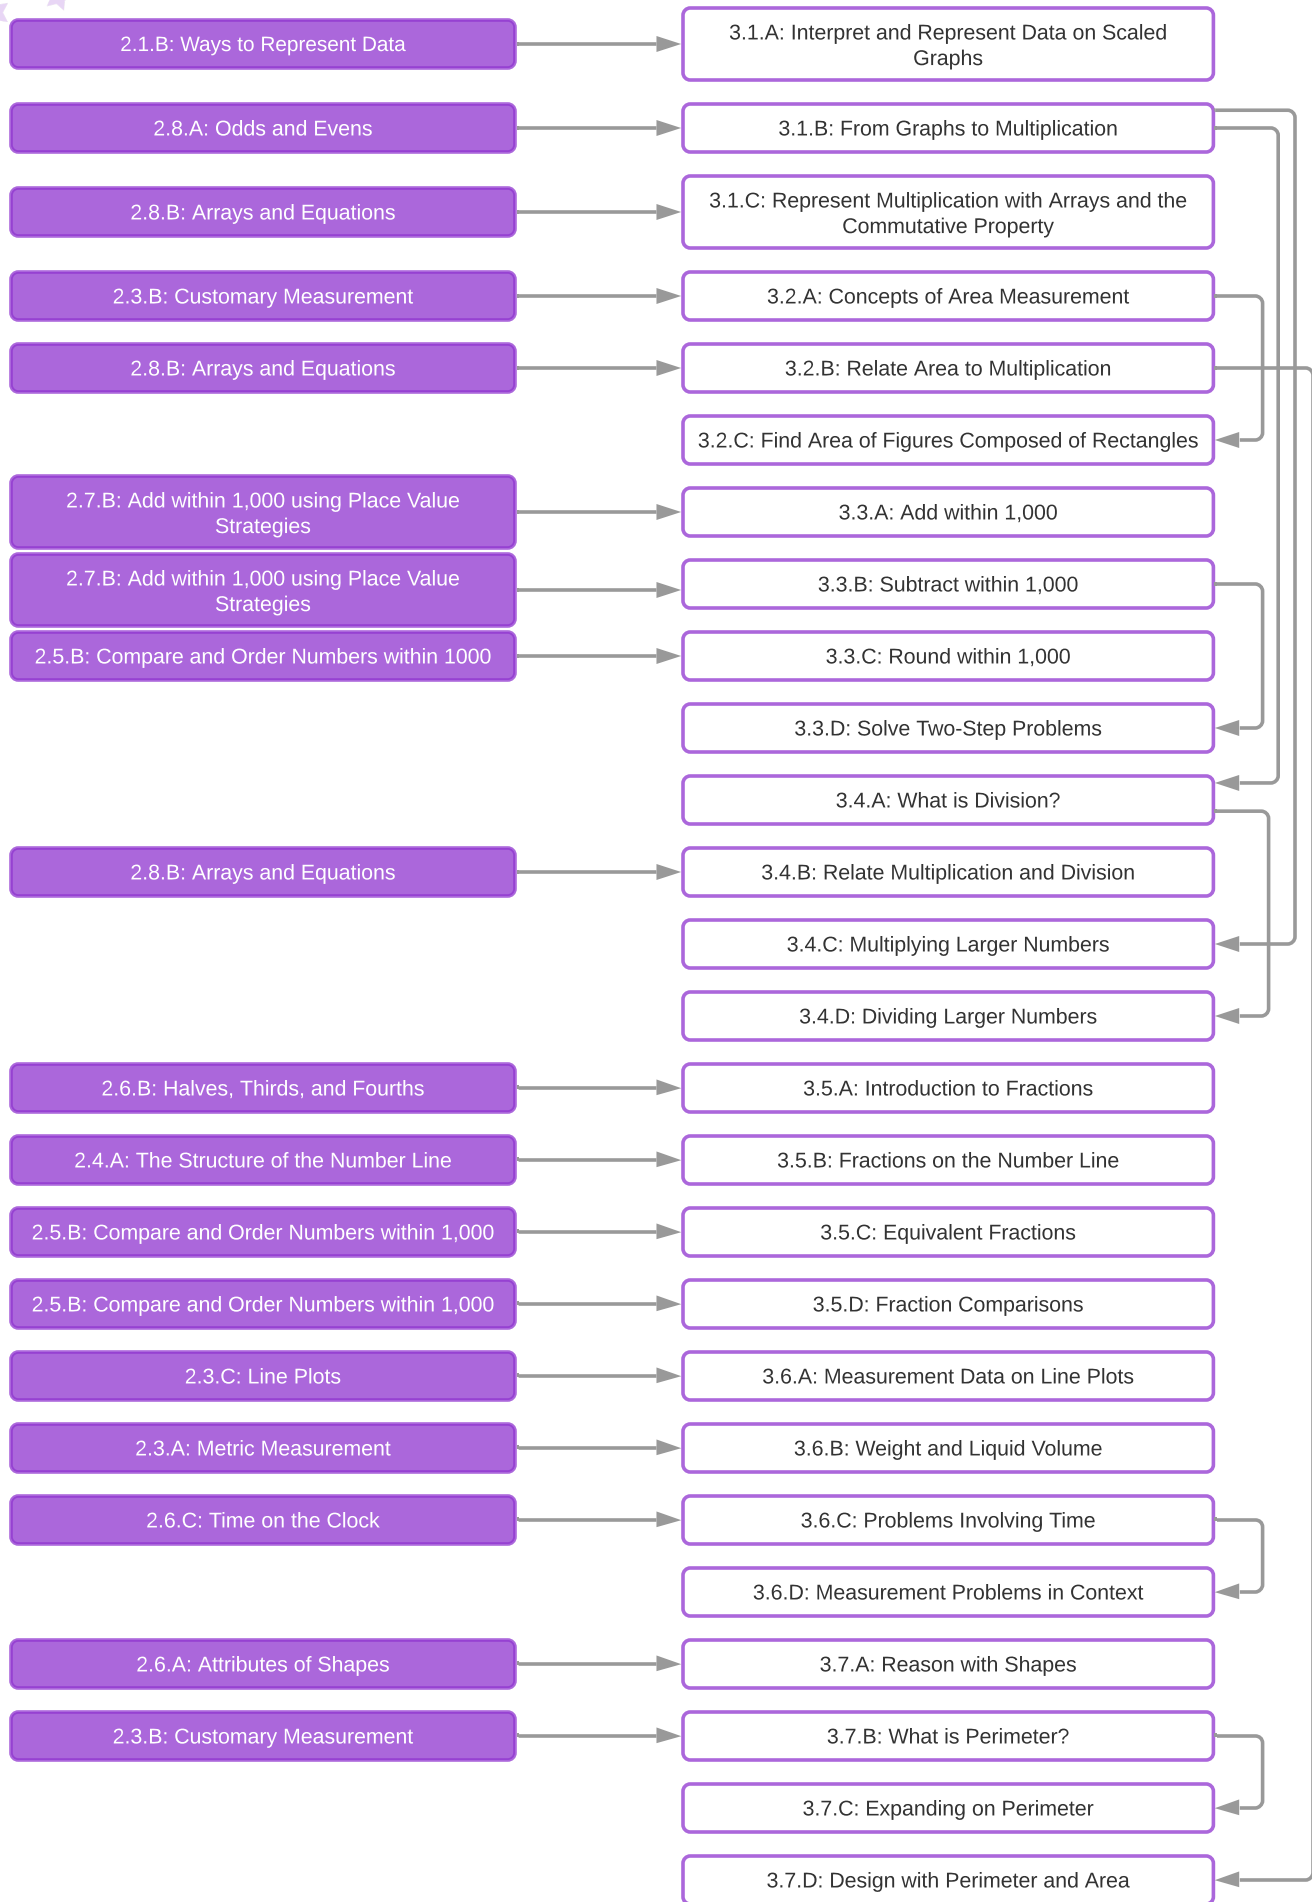 2.1.B: Ways to Represent Data
3.1.A: Interpret and Represent Data on Scaled
Graphs
2.8.A: Odds and Evens
3.1.B: From Graphs to Multiplication
2.8.B: Arrays and Equations
3.1.C: Represent Multiplication with Arrays and the
Commutative Property
2.3.B: Customary Measurement
3.2.A: Concepts of Area Measurement
2.8.B: Arrays and Equations
3.2.B: Relate Area to Multiplication
3.2.C: Find Area of Figures Composed of Rectangles
2.7.B: Add within 1,000 using Place Value
Strategies
3.3.A: Add within 1,000
2.7.B: Add within 1,000 using Place Value
Strategies
3.3.B: Subtract within 1,000
2.5.B: Compare and Order Numbers within 1000
3.3.C: Round within 1,000
3.3.D: Solve Two-Step Problems
3.4.A: What is Division?
2.8.B: Arrays and Equations
3.4.B: Relate Multiplication and Division
3.4.C: Multiplying Larger Numbers
3.4.D: Dividing Larger Numbers
2.6.B: Halves, Thirds, and Fourths
3.5.A: Introduction to Fractions
2.4.A: The Structure of the Number Line
3.5.B: Fractions on the Number Line
2.5.B: Compare and Order Numbers within 1,000
3.5.C: Equivalent Fractions
2.5.B: Compare and Order Numbers within 1,000
3.5.D: Fraction Comparisons
2.3.C: Line Plots
3.6.A: Measurement Data on Line Plots
2.3.A: Metric Measurement
3.6.B: Weight and Liquid Volume
2.6.C: Time on the Clock
3.6.C: Problems Involving Time
3.6.D: Measurement Problems in Context
2.6.A: Attributes of Shapes
3.7.A: Reason with Shapes
2.3.B: Customary Measurement
3.7.B: What is Perimeter?
3.7.C: Expanding on Perimeter
3.7.D: Design with Perimeter and Area